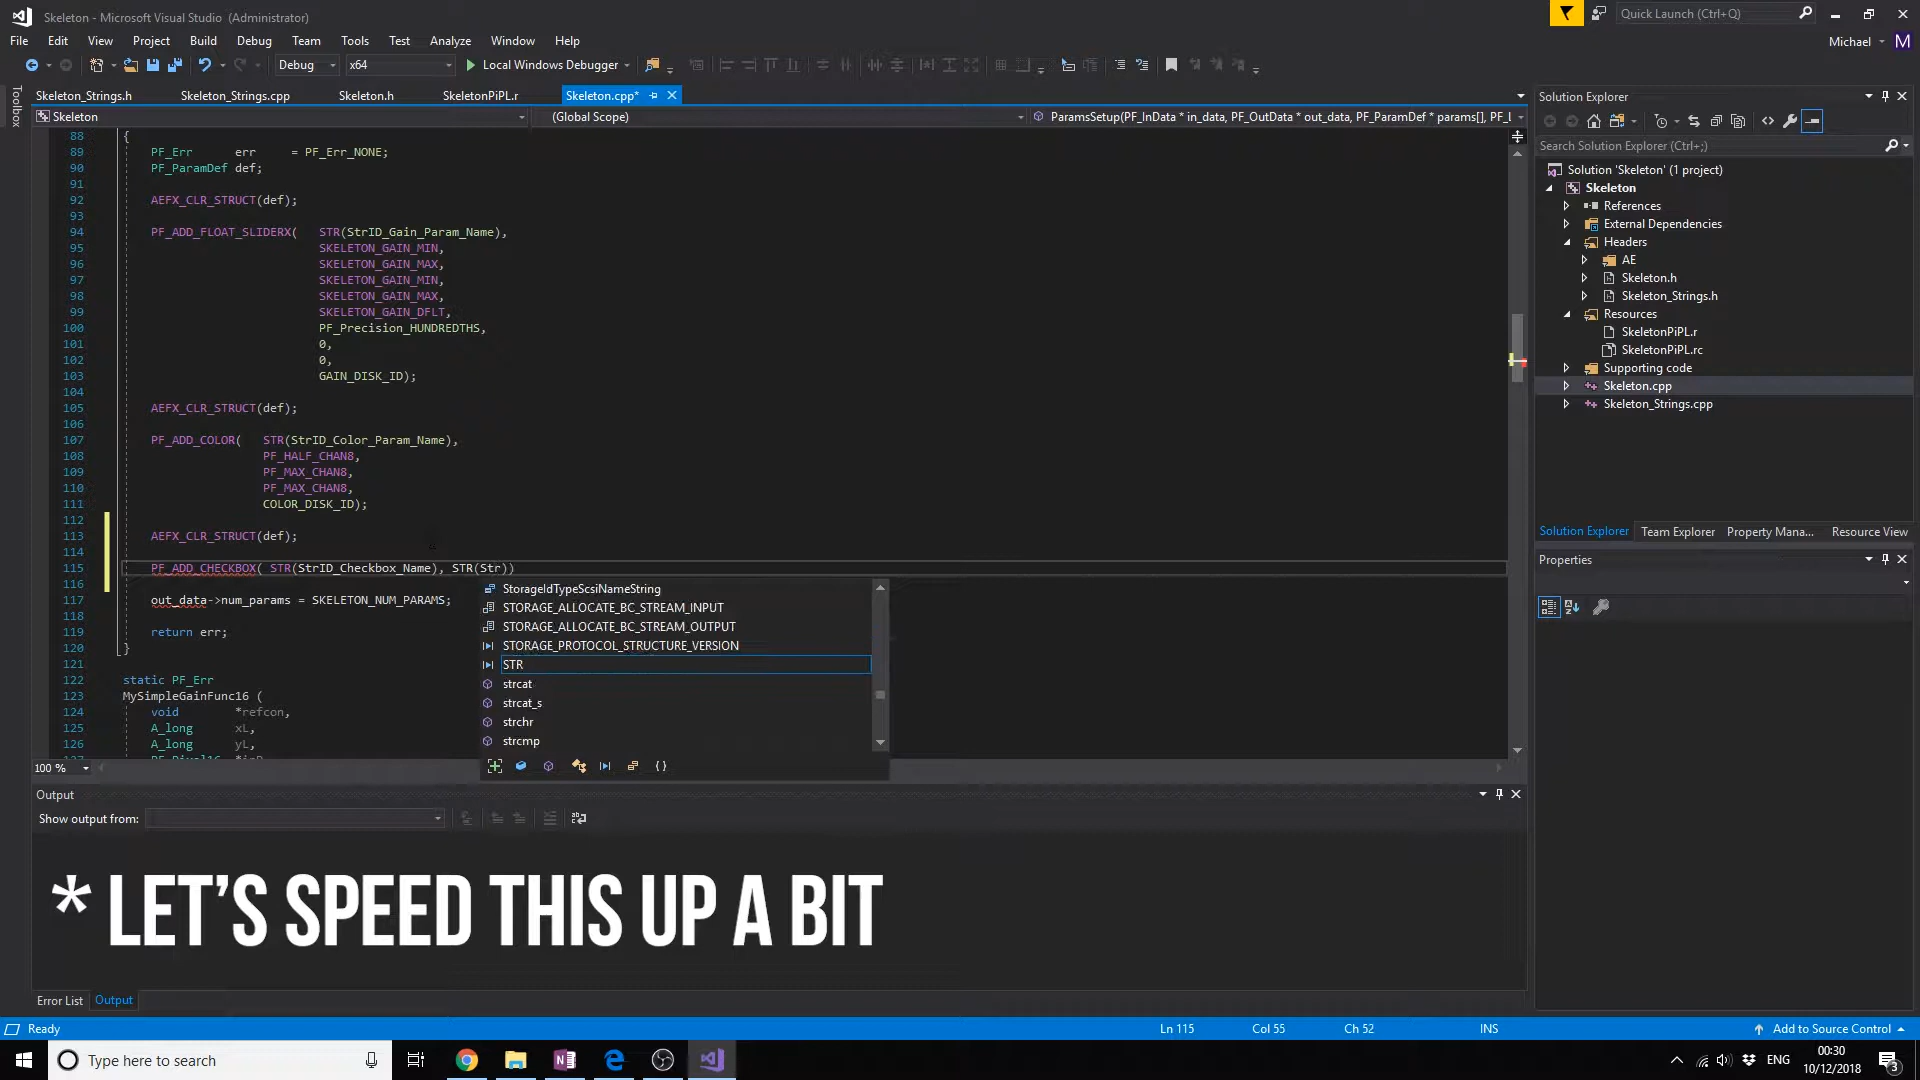 Skeleton - Microsoft Visual Studio (Administrator)
Quick Launch (Ctrl+Q)
File Edit View Project Build Debug Team Tools Test Analyze Window Help
Michael M
Debug x64 Local Windows Debugger
Toolbox
Skeleton_Strings.h Skeleton_Strings.cpp Skeleton.h SkeletonPiPL.r Skeleton.cpp*
Skeleton (Global Scope) ParamsSetup(PF_InData * in_data, PF_OutData * out_data, PF_ParamDef * params[], PF_L
88 {
89 PF_Err err = PF_Err_NONE;
90 PF_ParamDef def;
91
92 AEFX_CLR_STRUCT(def);
93
94 PF_ADD_FLOAT_SLIDERX( STR(StrID_Gain_Param_Name),
95 SKELETON_GAIN_MIN,
96 SKELETON_GAIN_MAX,
97 SKELETON_GAIN_MIN,
98 SKELETON_GAIN_MAX,
99 SKELETON_GAIN_DFLT,
100 PF_Precision_HUNDREDTHS,
101 0,
102 0,
103 GAIN_DISK_ID);
104
105 AEFX_CLR_STRUCT(def);
106
107 PF_ADD_COLOR( STR(StrID_Color_Param_Name),
108 PF_HALF_CHAN8,
109 PF_MAX_CHAN8,
110 PF_MAX_CHAN8,
111 COLOR_DISK_ID);
112
113 AEFX_CLR_STRUCT(def);
114
115 PF_ADD_CHECKBOX( STR(StrID_Checkbox_Name), STR(Str))
116
117 out_data->num_params = SKELETON_NUM_PARAMS;
118
119 return err;
120 }
121
122 static PF_Err
123 MySimpleGainFunc16 (
124 void *refcon,
125 A_long xL,
126 A_long yL,
StorageIdTypeScsiNameString
STORAGE_ALLOCATE_BC_STREAM_INPUT
STORAGE_ALLOCATE_BC_STREAM_OUTPUT
STORAGE_PROTOCOL_STRUCTURE_VERSION
STR
strcat
strcat_s
strchr
strcmp
100 %
Output
Show output from:
* LET'S SPEED THIS UP A BIT
Error List Output
Solution Explorer
Search Solution Explorer (Ctrl+;)
Solution 'Skeleton' (1 project)
Skeleton
References
External Dependencies
Headers
AE
Skeleton.h
Skeleton_Strings.h
Resources
SkeletonPiPL.r
SkeletonPiPL.rc
Supporting code
Skeleton.cpp
Skeleton_Strings.cpp
Solution Explorer Team Explorer Property Mana... Resource View
Properties
Ready Ln 115 Col 55 Ch 52 INS Add to Source Control
Type here to search
ENG
00:30
10/12/2018
3